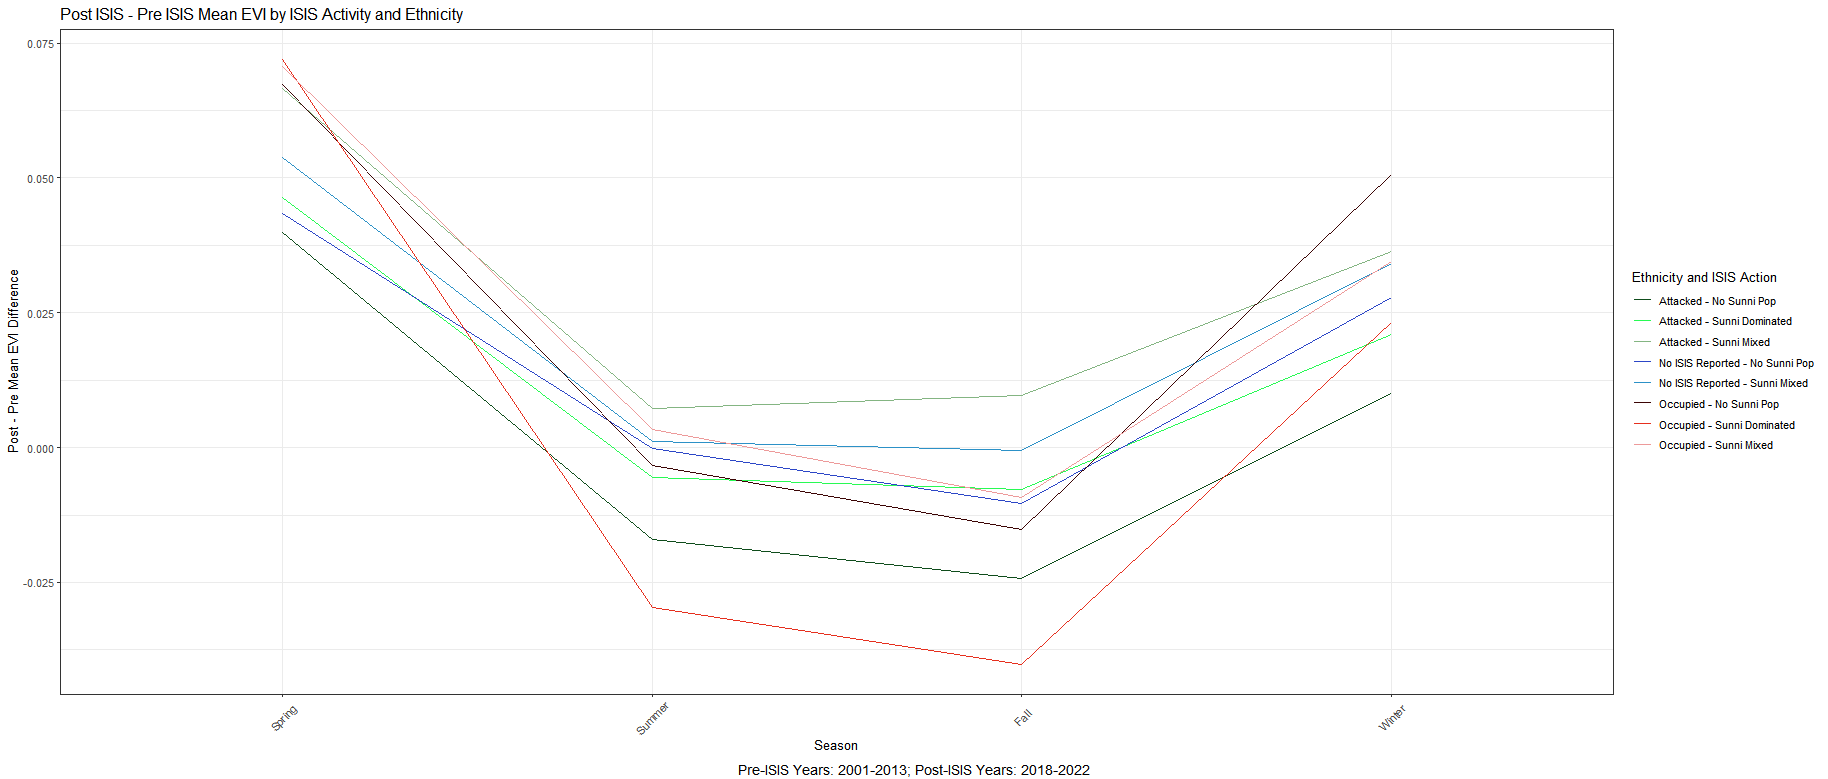 Post ISIS - Pre ISIS Mean EVI by ISIS Activity and Ethnicity
0.075
0.050
0.025
0.000
-0.025
Post - Pre Mean EVI Difference
Spring
Summer
Fall
Winter
Season
Pre-ISIS Years: 2001-2013; Post-ISIS Years: 2018-2022
Ethnicity and ISIS Action
Attacked - No Sunni Pop
Attacked - Sunni Dominated
Attacked - Sunni Mixed
No ISIS Reported - No Sunni Pop
No ISIS Reported - Sunni Mixed
Occupied - No Sunni Pop
Occupied - Sunni Dominated
Occupied - Sunni Mixed